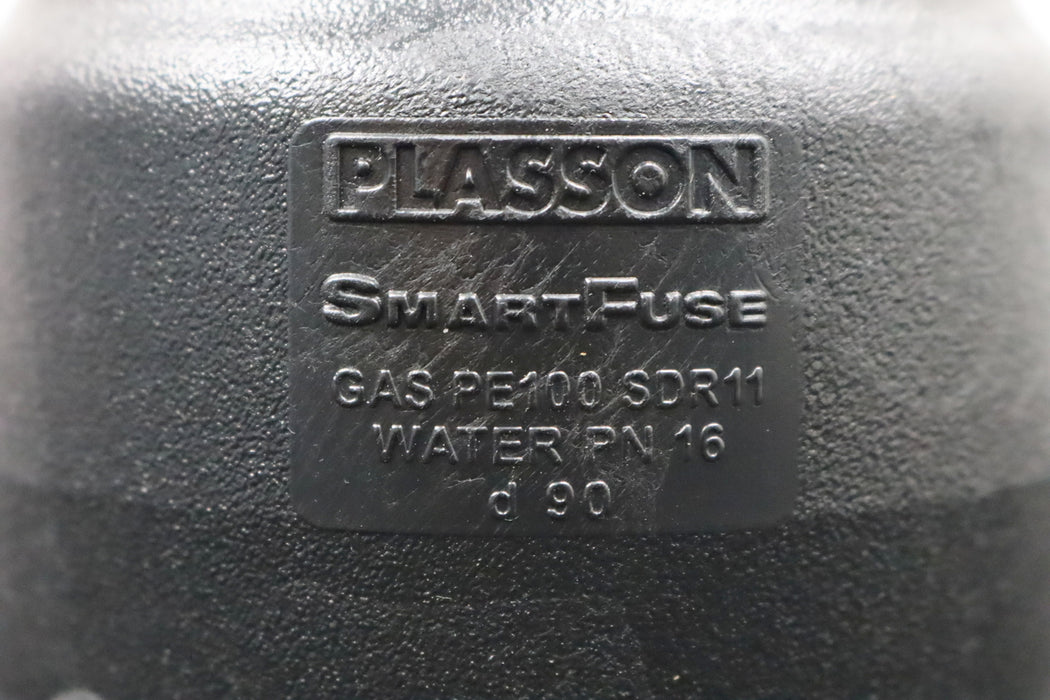 PLASSON
SMARTFUSE
GAS PE100 SDR11
WATER PN 16
d 90